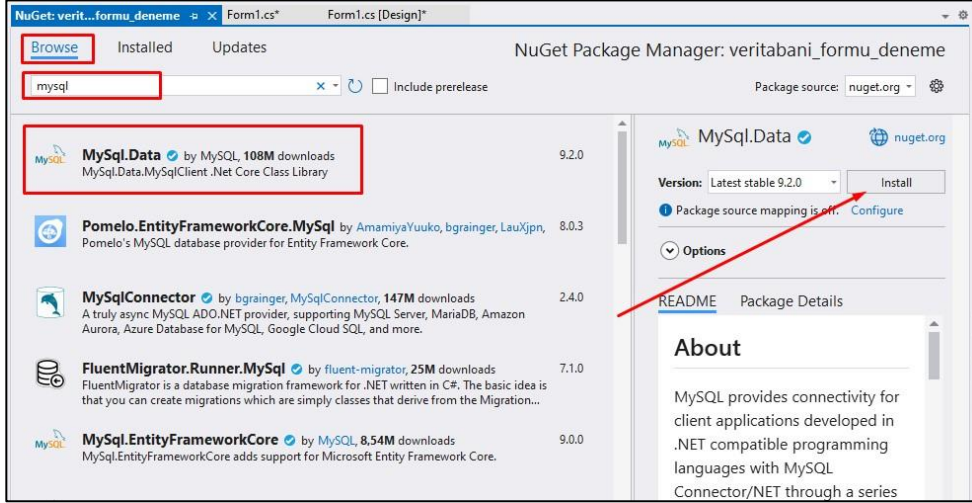 NuGet: verit...formu_deneme
Form1.cs*
Form1.cs [Design]*
Browse
Installed
Updates
NuGet Package Manager: veritabani_formu_deneme
mysql
Include prerelease
Package source: nuget.org
MySQL
MySql.Data by MySQL, 108M downloads
9.2.0
MySql.Data.MySqlClient .Net Core Class Library
Pomelo.EntityFrameworkCore.MySql by AmamiyaYuuko, bgrainger, LauXjpn,
8.0.3
Pomelo's MySQL database provider for Entity Framework Core.
MySqlConnector by bgrainger, MySqlConnector, 147M downloads
2.4.0
A truly async MySQL ADO.NET provider, supporting MySQL Server, MariaDB, Amazon
Aurora, Azure Database for MySQL, Google Cloud SQL, and more.
FluentMigrator.Runner.MySql by fluent-migrator, 25M downloads
7.1.0
FluentMigrator is a database migration framework for .NET written in C#. The basic idea is
that you can create migrations which are simply classes that derive from the Migration...
MySQL
MySql.EntityFrameworkCore by MySQL, 8,54M downloads
9.0.0
MySql.EntityFrameworkCore adds support for Microsoft Entity Framework Core.
MySQL
MySql.Data
nuget.org
Version: Latest stable 9.2.0
Install
Package source mapping is off. Configure
Options
README
Package Details
About
MySQL provides connectivity for
client applications developed in
.NET compatible programming
languages with MySQL
Connector/NET through a series